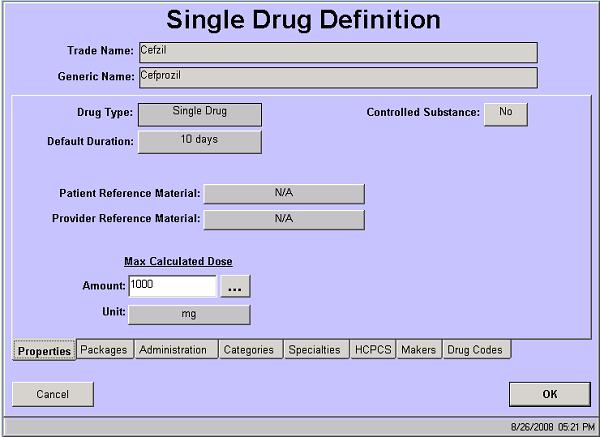 Single Drug Definition
Trade Name: Cefzil
Generic Name: Cefprozil
Drug Type: Single Drug Controlled Substance: No
Default Duration: 10 days
Patient Reference Material: N/A
Provider Reference Material: N/A
Max Calculated Dose
Amount: 1000 ...
Unit: mg
Properties Packages Administration Categories Specialties HCPCS Makers Drug Codes
Cancel OK
8/26/2008 05:21 PM